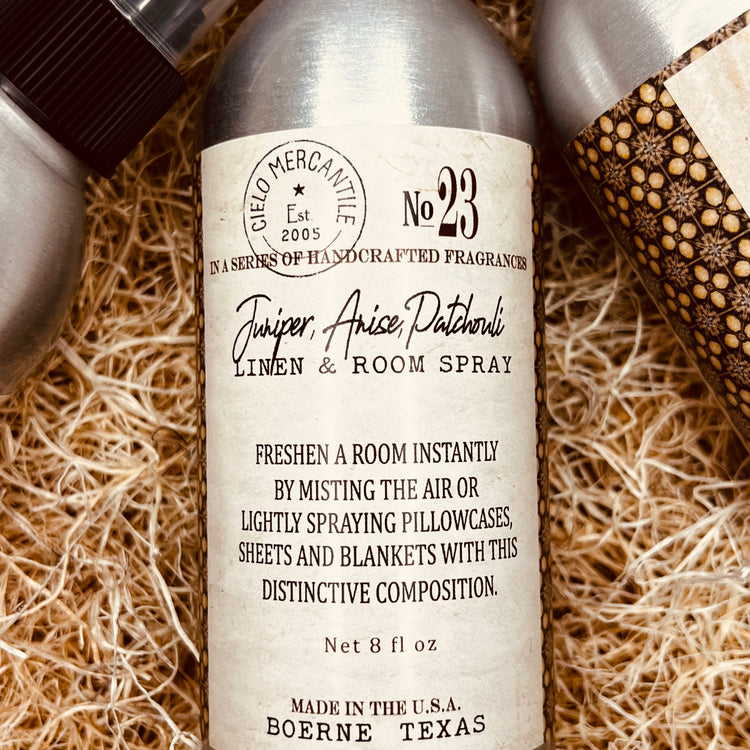 CIELO MERCANTILE
Est.
2005
No 23
IN A SERIES OF HANDCRAFTED FRAGRANCES
Juniper, Anise, Patchouli
LINEN & ROOM SPRAY
FRESHEN A ROOM INSTANTLY
BY MISTING THE AIR OR
LIGHTLY SPRAYING PILLOWCASES,
SHEETS AND BLANKETS WITH THIS
DISTINCTIVE COMPOSITION.
Net 8 fl oz
MADE IN THE U.S.A.
BOERNE TEXAS